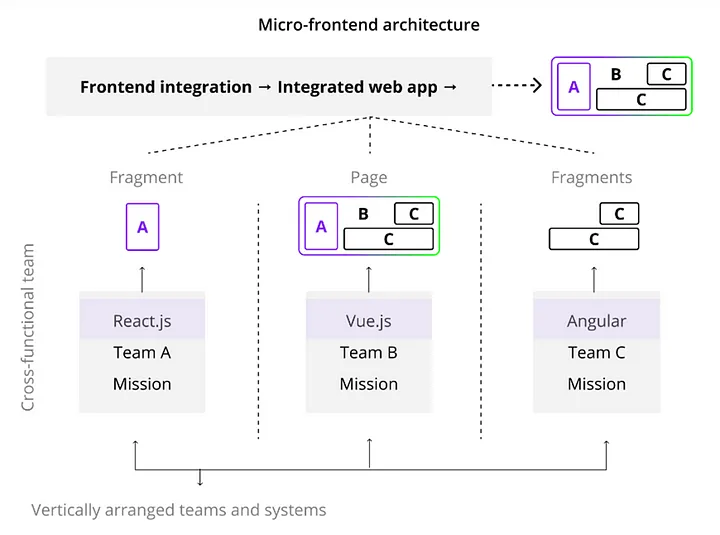 Micro-frontend architecture
Frontend integration → Integrated web app →
A B C
C
Fragment Page Fragments
A
A B C
C
C
C
Cross-functional team
React.js Vue.js Angular
Team A Team B Team C
Mission Mission Mission
Vertically arranged teams and systems